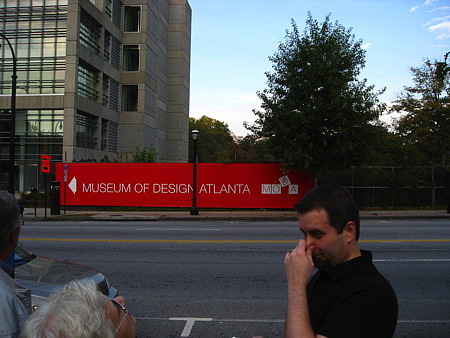 MUSEUM OF DESIGN ATLANTA MODA